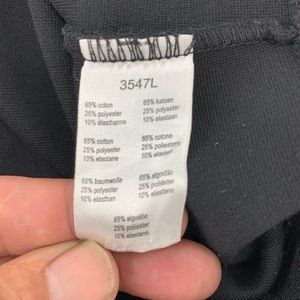 3547L
65% coton
25% polyester
10% élasthanne
65% katoen
25% polyester
10% elastaan
65% cotton
25% polyester
10% elastane
65% cotone
25% poliestere
10% elastano
65% baumwolle
25% polyester
10% elasthan
65% algodão
25% poliéster
10% elastano
65% algodón
25% poliéster
10% elastano